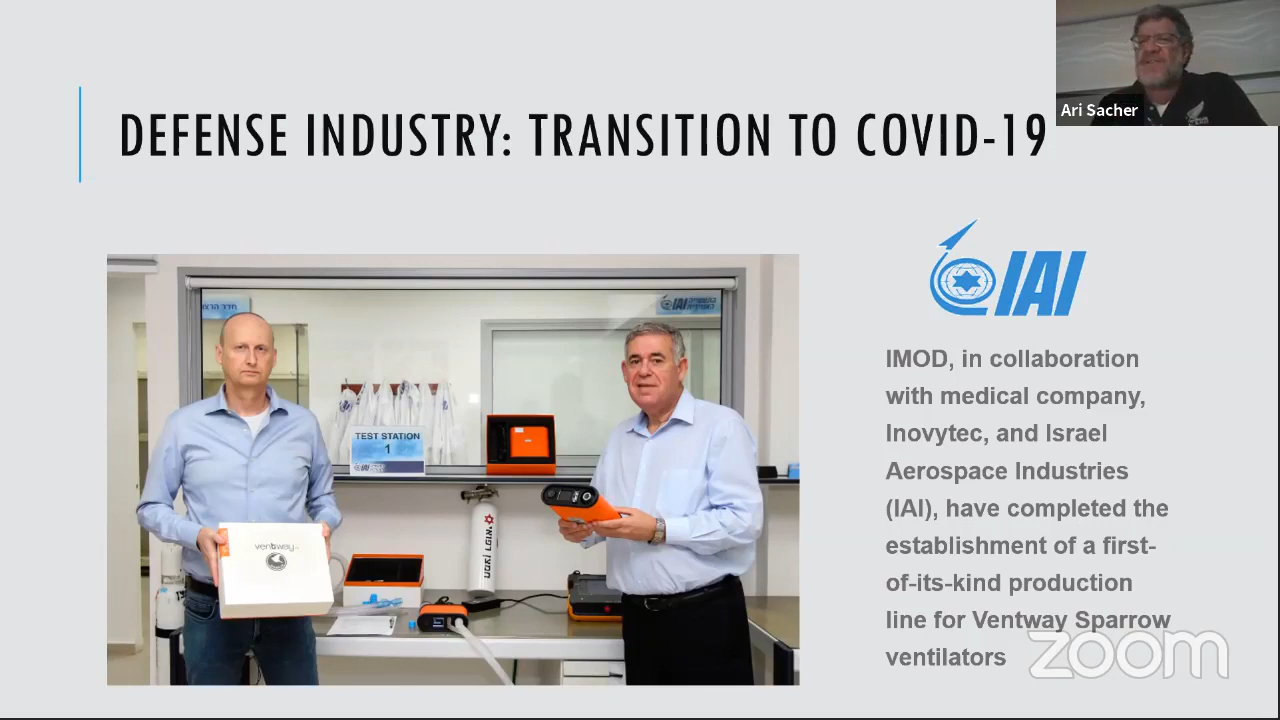 DEFENSE INDUSTRY: TRANSITION TO COVID-19
Ari Sacher
IAI
IMOD, in collaboration
with medical company,
Inovytec, and Israel
Aerospace Industries
(IAI), have completed the
establishment of a first-
of-its-kind production
line for Ventway Sparrow
ventilators
zoom
IAI
TEST STATION
1
IAI
ventway